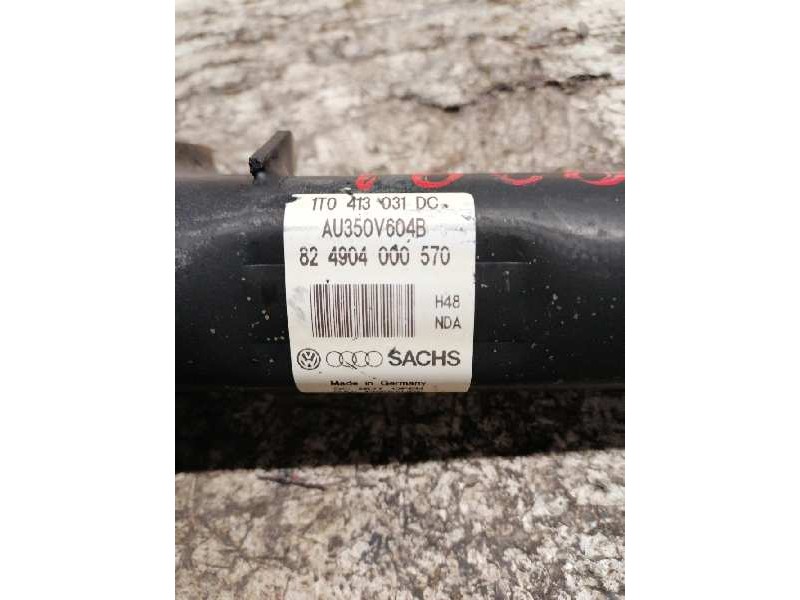 1T0 413 031 DC
AU350V604B
82 4904 000 570
H48
NDA
SACHS
Made in Germany